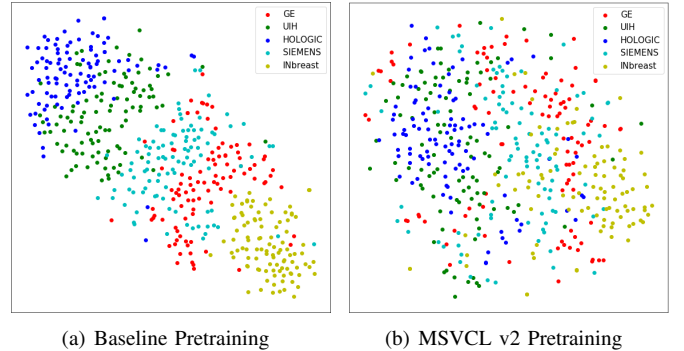 GE
UIH
HOLOGIC
SIEMENS
INbreast
GE
UIH
HOLOGIC
SIEMENS
INbreast
(a) Baseline Pretraining
(b) MSVCL v2 Pretraining